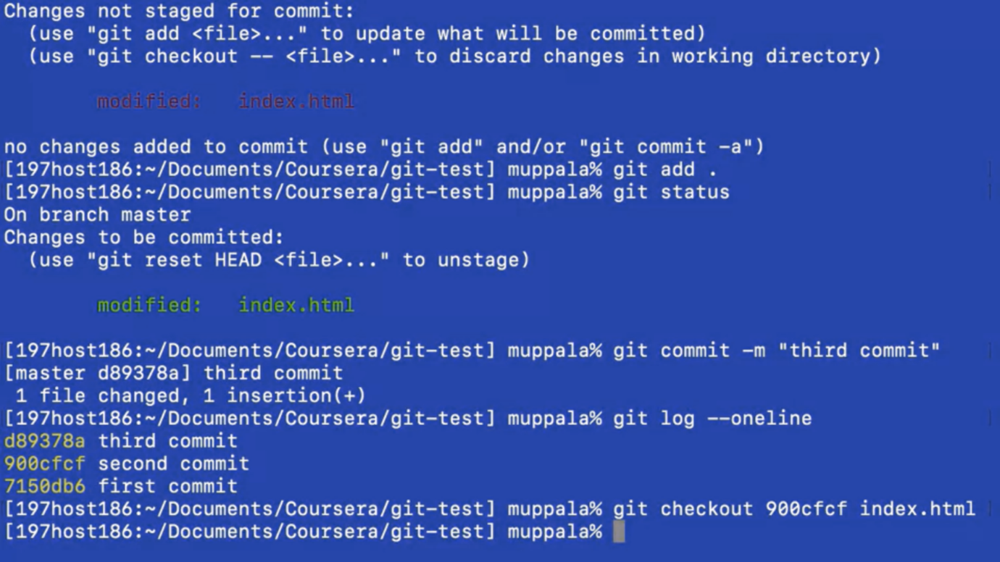 Changes not staged for commit:
  (use "git add <file>..." to update what will be committed)
  (use "git checkout -- <file>..." to discard changes in working directory)
        modified:   index.html
no changes added to commit (use "git add" and/or "git commit -a")
[197host186:~/Documents/Coursera/git-test] muppala% git add .
[197host186:~/Documents/Coursera/git-test] muppala% git status
On branch master
Changes to be committed:
  (use "git reset HEAD <file>..." to unstage)
        modified:   index.html
[197host186:~/Documents/Coursera/git-test] muppala% git commit -m "third commit"
[master d89378a] third commit
 1 file changed, 1 insertion(+)
[197host186:~/Documents/Coursera/git-test] muppala% git log --oneline
d89378a third commit
900cfcf second commit
7150db6 first commit
[197host186:~/Documents/Coursera/git-test] muppala% git checkout 900cfcf index.html
[197host186:~/Documents/Coursera/git-test] muppala%